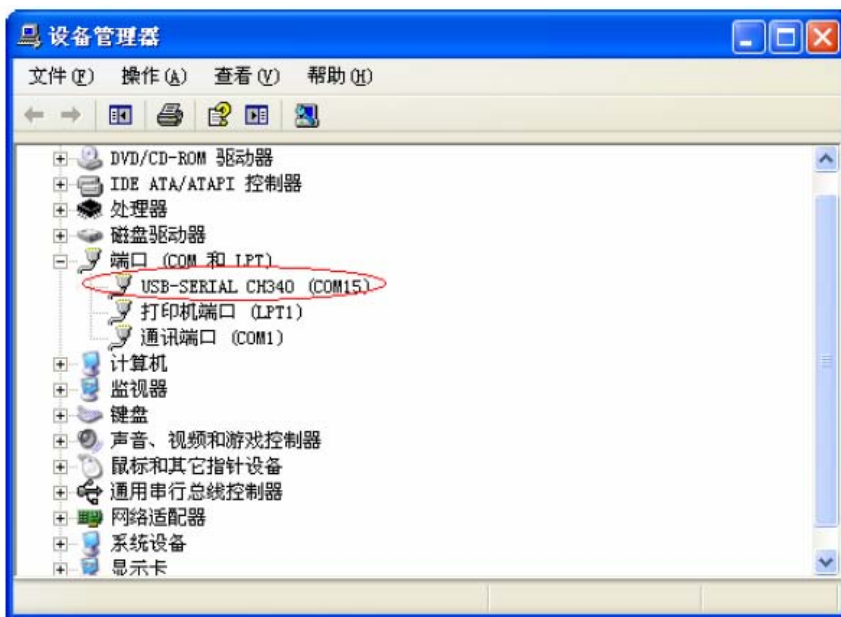 设备管理器
文件(F) 操作(A) 查看(V) 帮助(H)
DVD/CD-ROM 驱动器
IDE ATA/ATAPI 控制器
处理器
磁盘驱动器
端口 (COM 和 LPT)
USB-SERIAL CH340 (COM15)
打印机端口 (LPT1)
通讯端口 (COM1)
计算机
监视器
键盘
声音、视频和游戏控制器
鼠标和其它指针设备
通用串行总线控制器
网络适配器
系统设备
显示卡